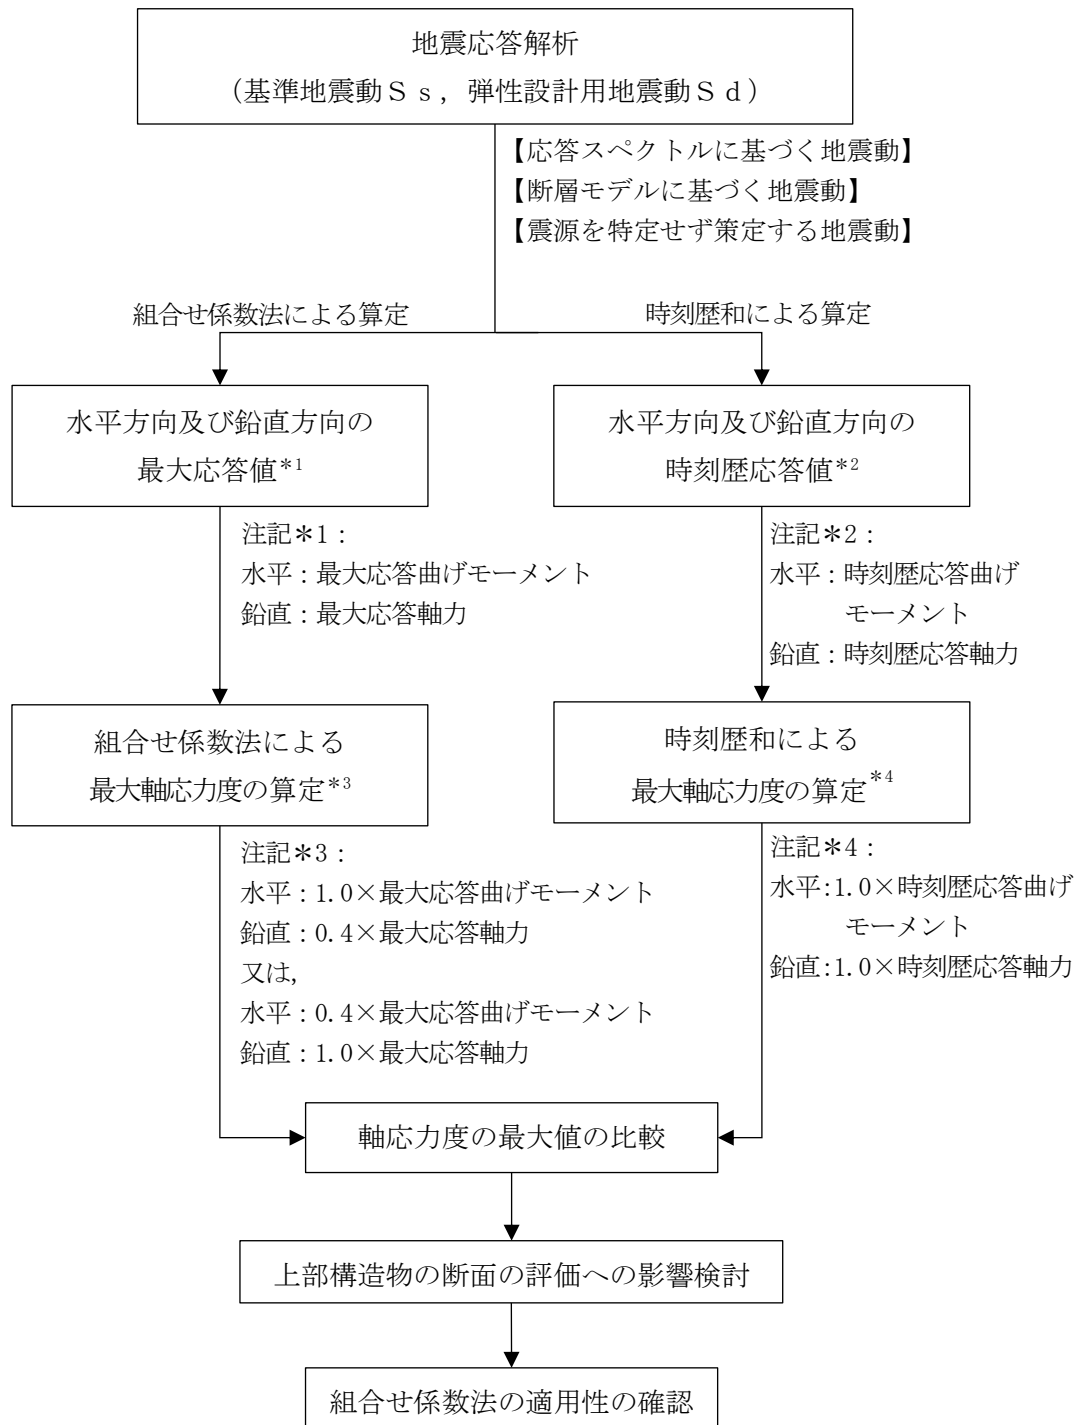 地震応答解析
（基準地震動Ｓｓ，弾性設計用地震動Ｓｄ）
【応答スペクトルに基づく地震動】
【断層モデルに基づく地震動】
【震源を特定せず策定する地震動】
組合せ係数法による算定
時刻歴和による算定
水平方向及び鉛直方向の
最大応答値*1
水平方向及び鉛直方向の
時刻歴応答値*2
注記＊1：
水平：最大応答曲げモーメント
鉛直：最大応答軸力
注記＊2：
水平：時刻歴応答曲げ
モーメント
鉛直：時刻歴応答軸力
組合せ係数法による
最大軸応力度の算定*3
時刻歴和による
最大軸応力度の算定*4
注記＊3：
水平：1.0×最大応答曲げモーメント
鉛直：0.4×最大応答軸力
又は，
水平：0.4×最大応答曲げモーメント
鉛直：1.0×最大応答軸力
注記＊4：
水平:1.0×時刻歴応答曲げ
モーメント
鉛直:1.0×時刻歴応答軸力
軸応力度の最大値の比較
上部構造物の断面の評価への影響検討
組合せ係数法の適用性の確認